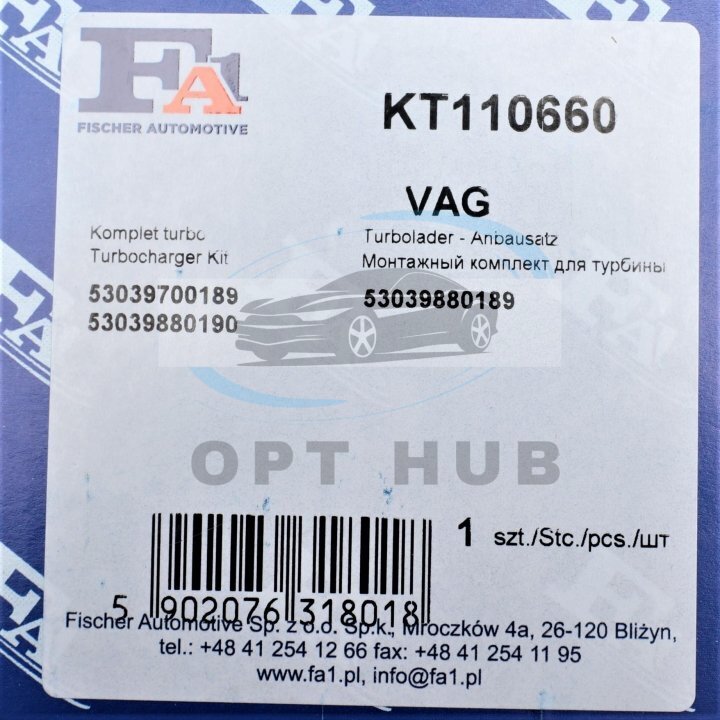 FA1
FISCHER AUTOMOTIVE
KT110660
VAG
Komplet turbo
Turbocharger Kit
53039700189
53039880190
Turbolader - Anbausatz
Монтажный комплект для турбины
53039880189
OPT HUB
1 szt./Stc./pcs./шт
5 902076 318018
Fischer Automotive Sp. z o.o. Sp.k., Mroczków 4a, 26-120 Bliżyn,
tel.: +48 41 254 12 66 fax: +48 41 254 11 95
www.fa1.pl, info@fa1.pl